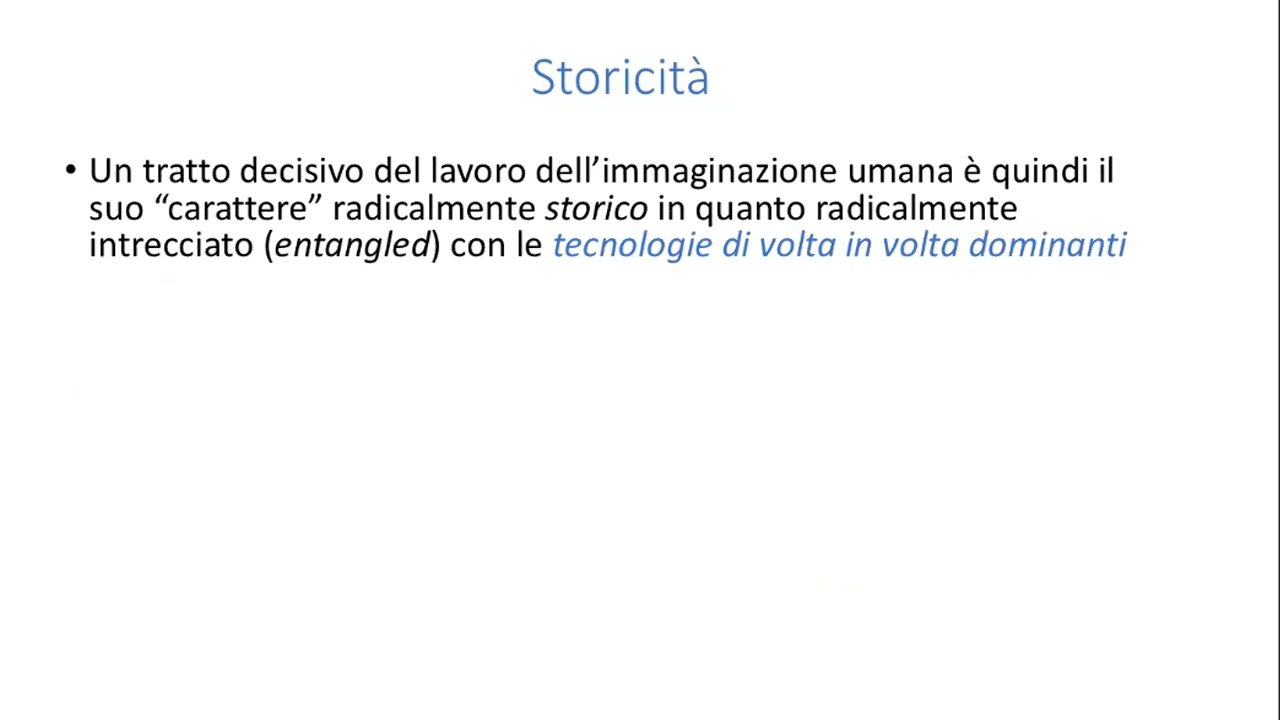 Storicità
• Un tratto decisivo del lavoro dell’immaginazione umana è quindi il
suo “carattere” radicalmente storico in quanto radicalmente
intrecciato (entangled) con le tecnologie di volta in volta dominanti